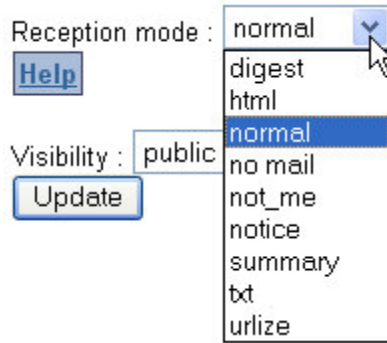 Reception mode : normal
Help
digest
html
normal
no mail
not_me
notice
summary
txt
urlize
Visibility : public
Update